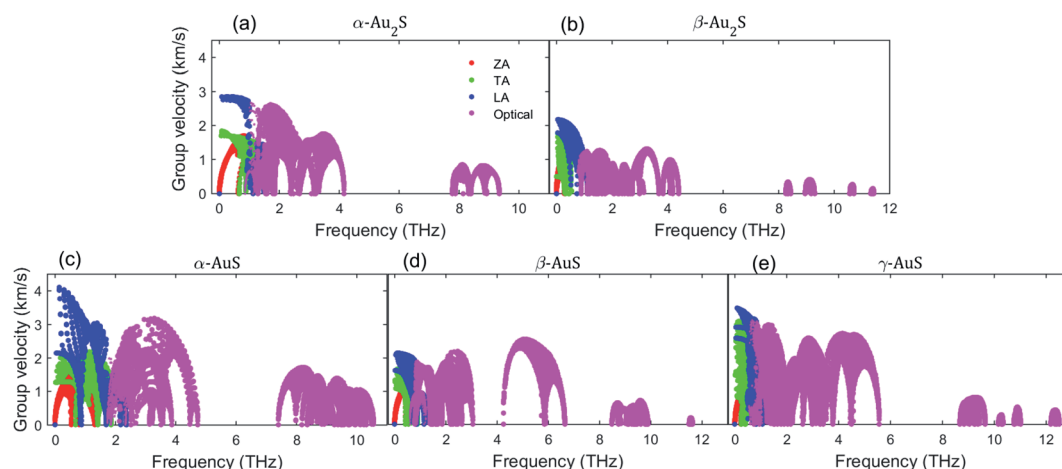 (a) α-Au₂S
(b) β-Au₂S
Group velocity (km/s)
4
3
2
1
0
ZA
TA
LA
Optical
0 2 4 6 8 10
0 2 4 6 8 10 12
Frequency (THz)
Frequency (THz)
(c) α-AuS
(d) β-AuS
(e) γ-AuS
Group velocity (km/s)
4
3
2
1
0
0 2 4 6 8 10
0 2 4 6 8 10 12
0 2 4 6 8 10 12
Frequency (THz)
Frequency (THz)
Frequency (THz)